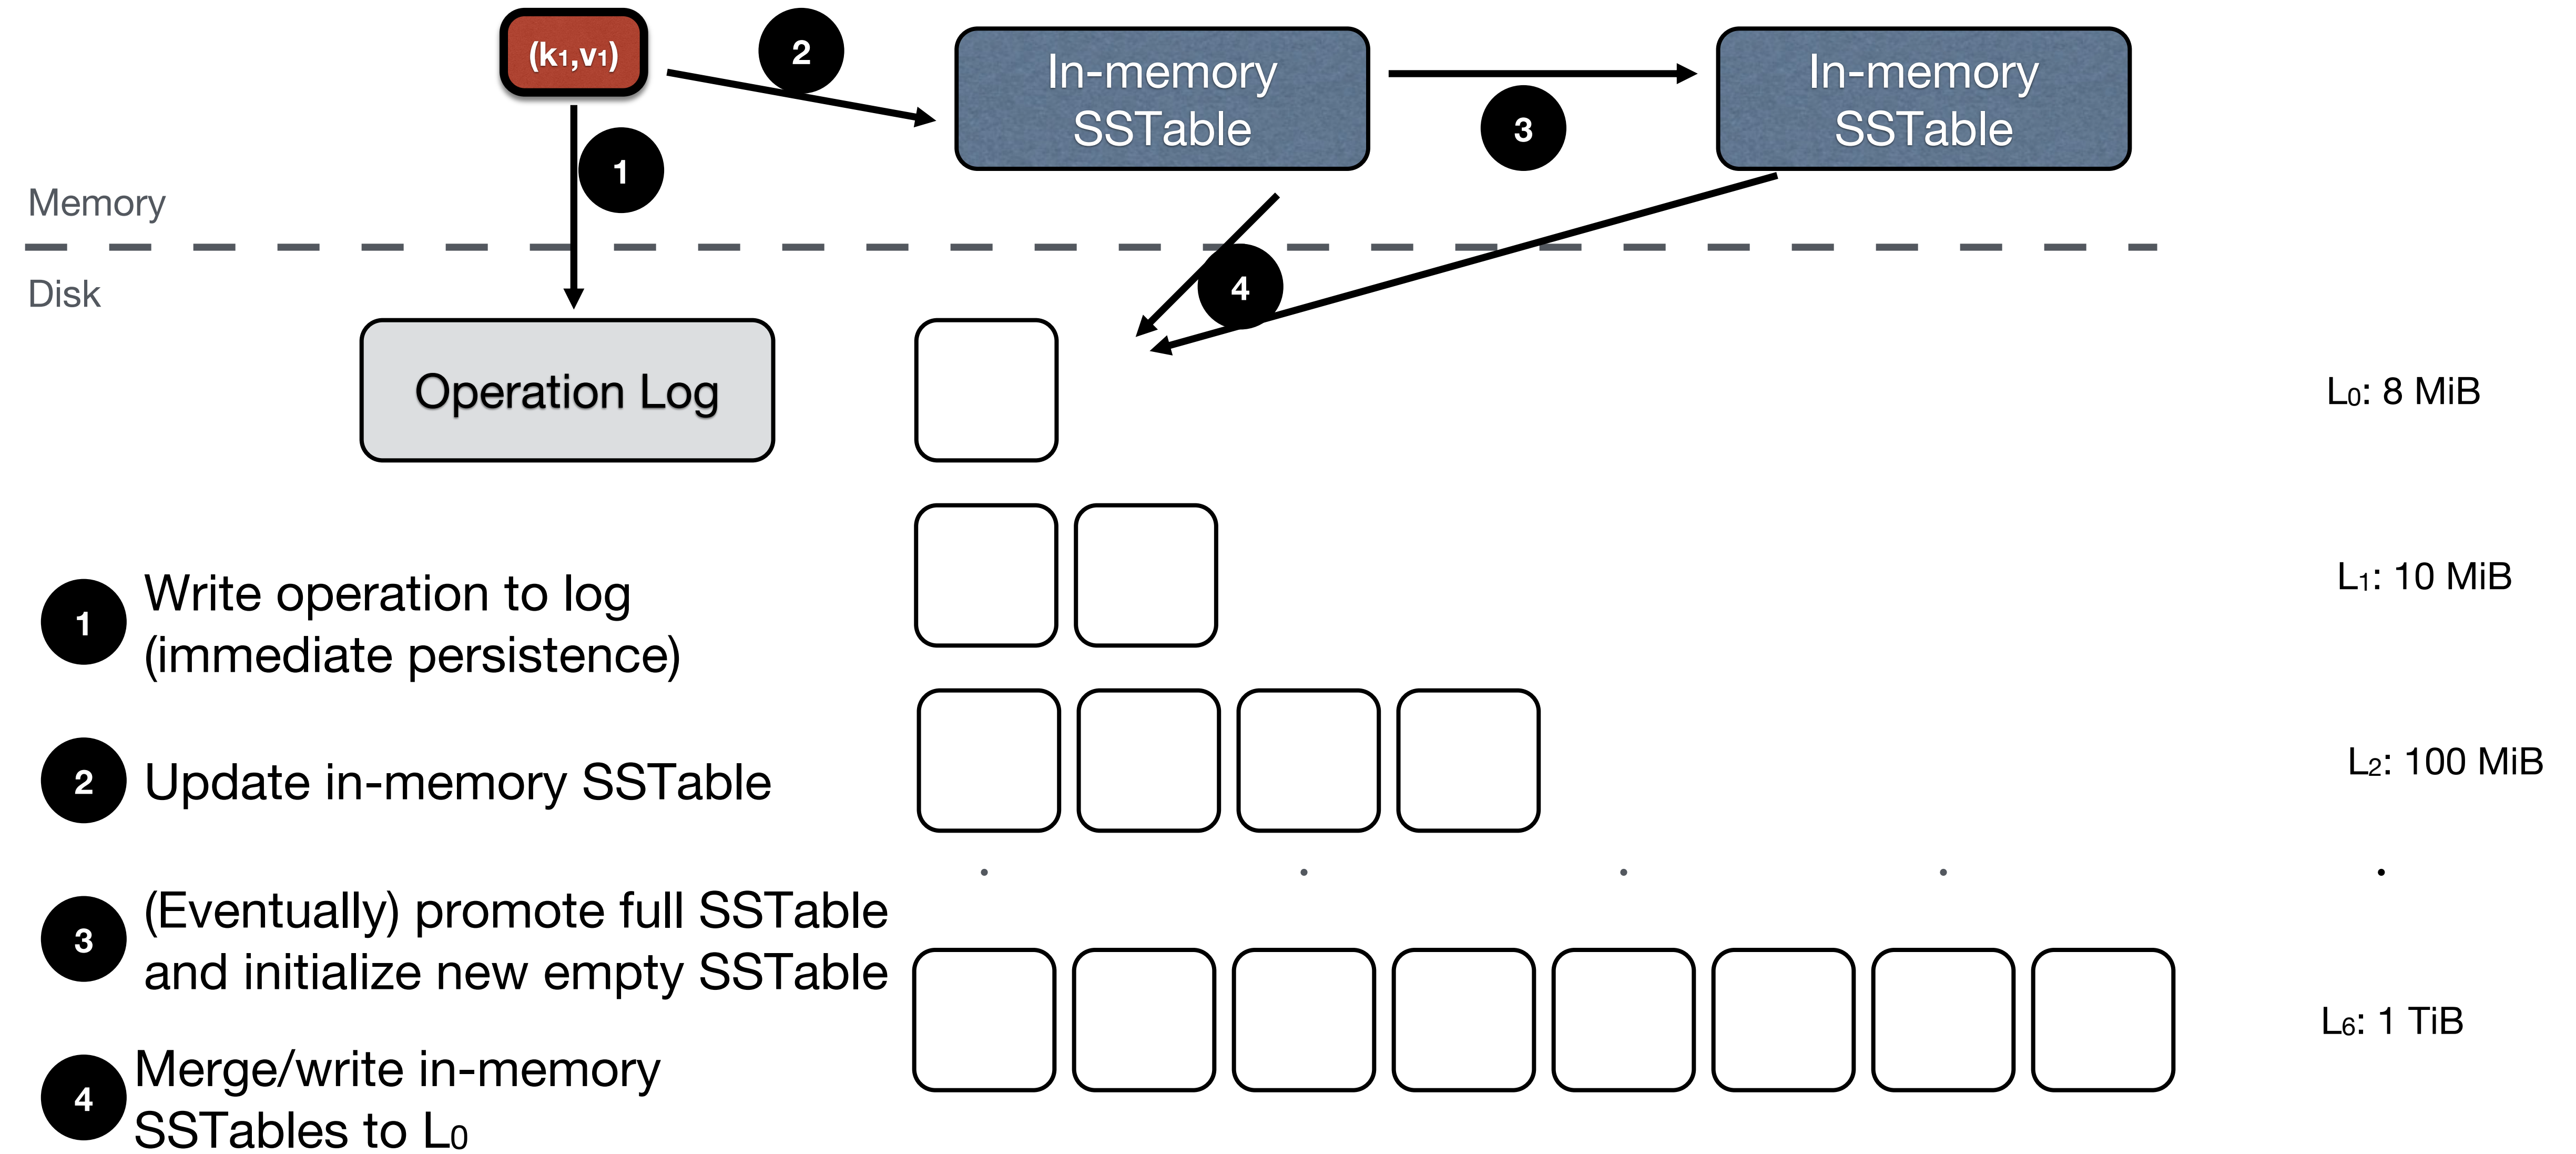 (k₁,v₁)
2
In-memory
SSTable
3
In-memory
SSTable
1
Memory
Disk
4
Operation Log
L₀: 8 MiB
L₁: 10 MiB
L₂: 100 MiB
L₆: 1 TiB
1
Write operation to log
(immediate persistence)
2
Update in-memory SSTable
3
(Eventually) promote full SSTable
and initialize new empty SSTable
4
Merge/write in-memory
SSTables to L₀